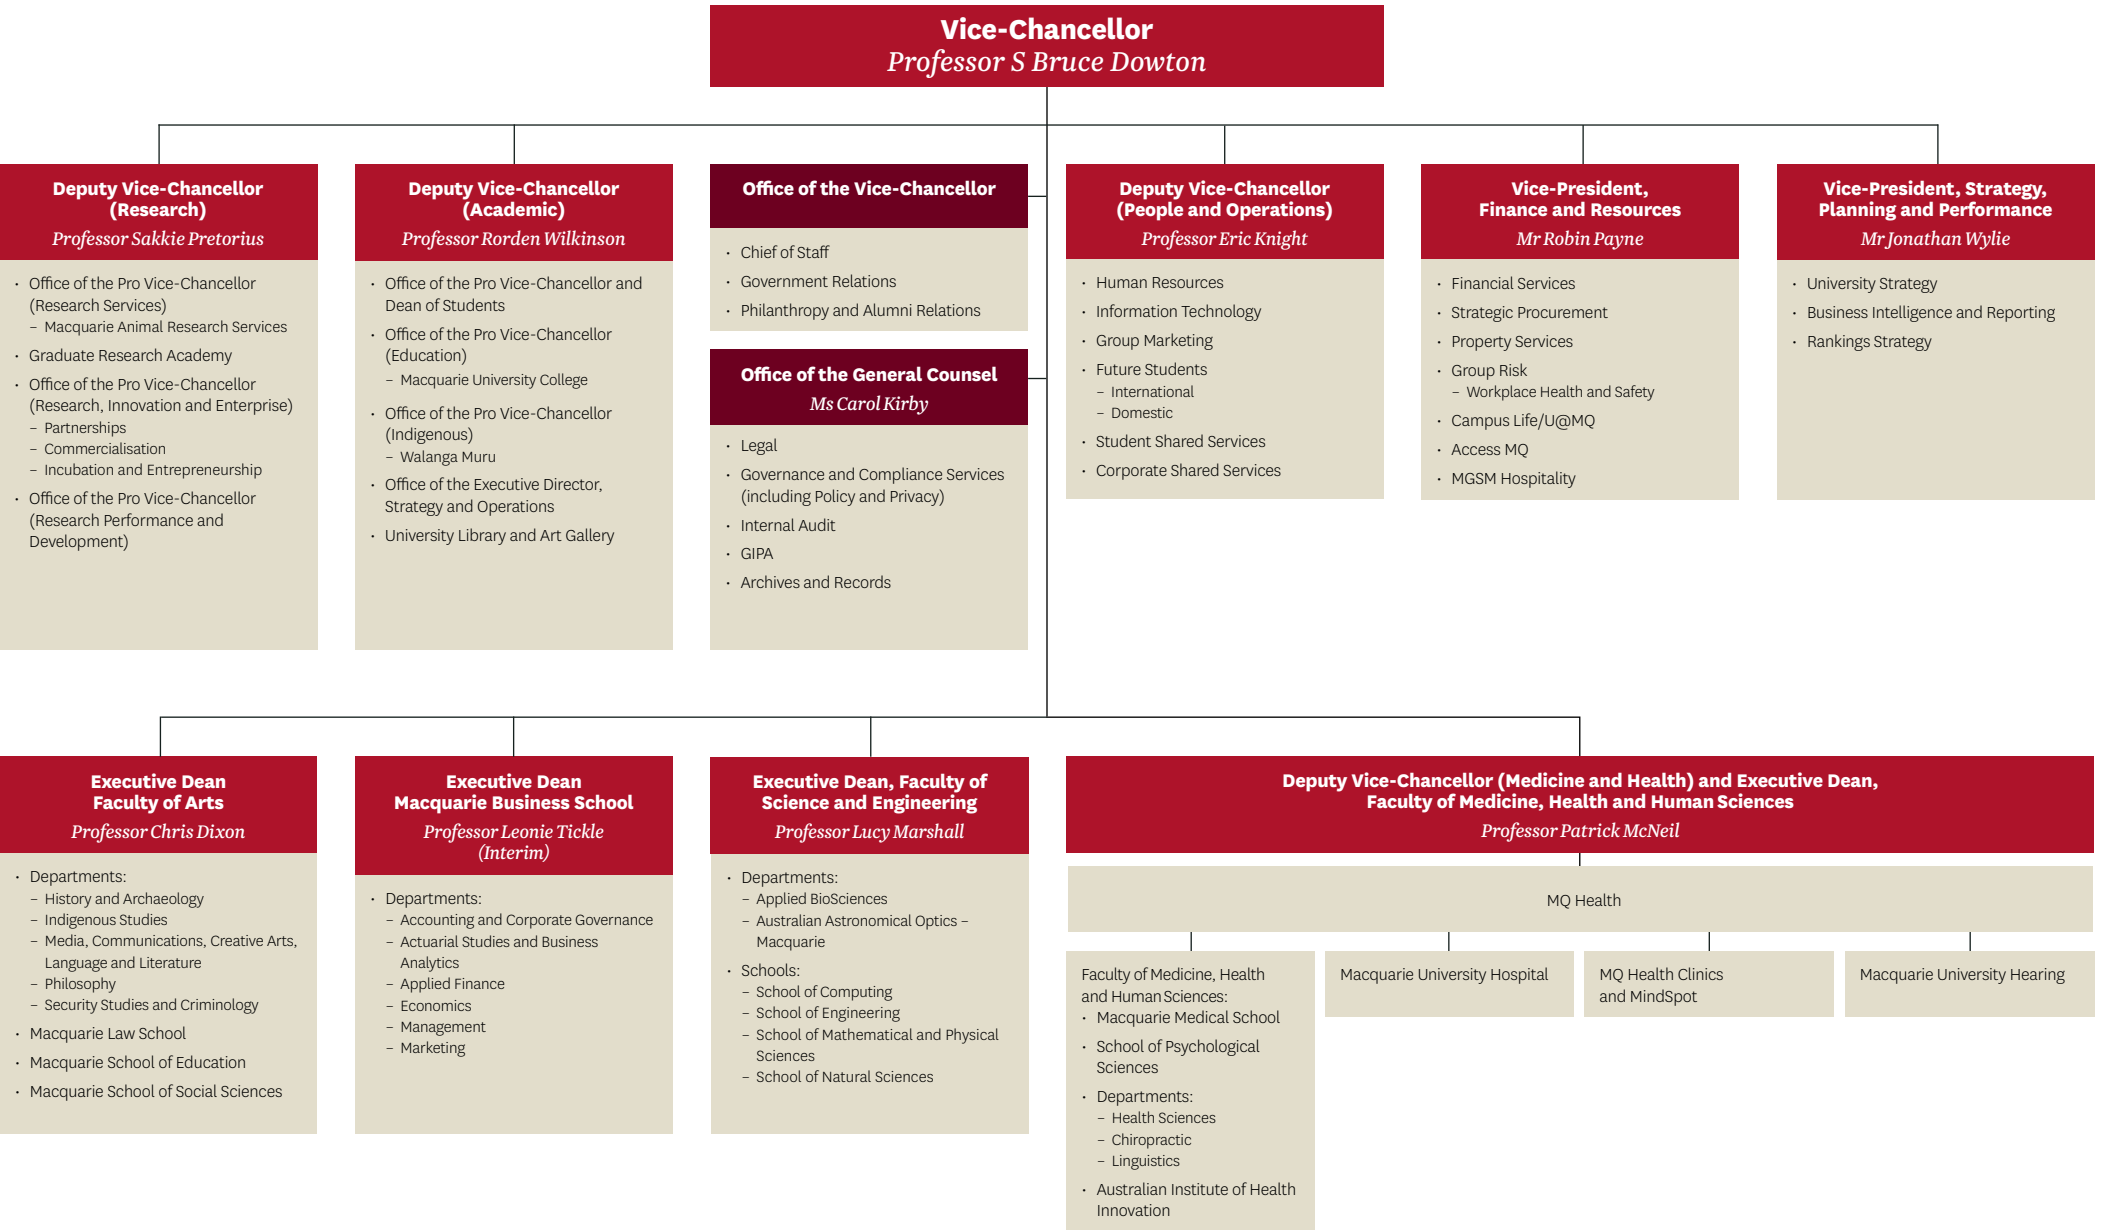 Vice-Chancellor
Professor S Bruce Dowton
Deputy Vice-Chancellor
(Research)
Professor Sakkie Pretorius
· Office of the Pro Vice-Chancellor
(Research Services)
– Macquarie Animal Research Services
· Graduate Research Academy
· Office of the Pro Vice-Chancellor
(Research, Innovation and Enterprise)
– Partnerships
– Commercialisation
– Incubation and Entrepreneurship
· Office of the Pro Vice-Chancellor
(Research Performance and
Development)
Deputy Vice-Chancellor
(Academic)
Professor Rorden Wilkinson
· Office of the Pro Vice-Chancellor and
Dean of Students
· Office of the Pro Vice-Chancellor
(Education)
– Macquarie University College
· Office of the Pro Vice-Chancellor
(Indigenous)
– Walanga Muru
· Office of the Executive Director,
Strategy and Operations
· University Library and Art Gallery
Office of the Vice-Chancellor
· Chief of Staff
· Government Relations
· Philanthropy and Alumni Relations
Office of the General Counsel
Ms Carol Kirby
· Legal
· Governance and Compliance Services
(including Policy and Privacy)
· Internal Audit
· GIPA
· Archives and Records
Deputy Vice-Chancellor
(People and Operations)
Professor Eric Knight
· Human Resources
· Information Technology
· Group Marketing
· Future Students
– International
– Domestic
· Student Shared Services
· Corporate Shared Services
Vice-President,
Finance and Resources
Mr Robin Payne
· Financial Services
· Strategic Procurement
· Property Services
· Group Risk
– Workplace Health and Safety
· Campus Life/U@MQ
· Access MQ
· MGSM Hospitality
Vice-President, Strategy,
Planning and Performance
Mr Jonathan Wylie
· University Strategy
· Business Intelligence and Reporting
· Rankings Strategy
Executive Dean
Faculty of Arts
Professor Chris Dixon
· Departments:
– History and Archaeology
– Indigenous Studies
– Media, Communications, Creative Arts,
Language and Literature
– Philosophy
– Security Studies and Criminology
· Macquarie Law School
· Macquarie School of Education
· Macquarie School of Social Sciences
Executive Dean
Macquarie Business School
Professor Leonie Tickle
(Interim)
· Departments:
– Accounting and Corporate Governance
– Actuarial Studies and Business
Analytics
– Applied Finance
– Economics
– Management
– Marketing
Executive Dean, Faculty of
Science and Engineering
Professor Lucy Marshall
· Departments:
– Applied BioSciences
– Australian Astronomical Optics –
Macquarie
· Schools:
– School of Computing
– School of Engineering
– School of Mathematical and Physical
Sciences
– School of Natural Sciences
Deputy Vice-Chancellor (Medicine and Health) and Executive Dean,
Faculty of Medicine, Health and Human Sciences
Professor Patrick McNeil
MQ Health
Faculty of Medicine, Health
and Human Sciences:
· Macquarie Medical School
· School of Psychological
Sciences
· Departments:
– Health Sciences
– Chiropractic
– Linguistics
· Australian Institute of Health
Innovation
Macquarie University Hospital
MQ Health Clinics
and MindSpot
Macquarie University Hearing